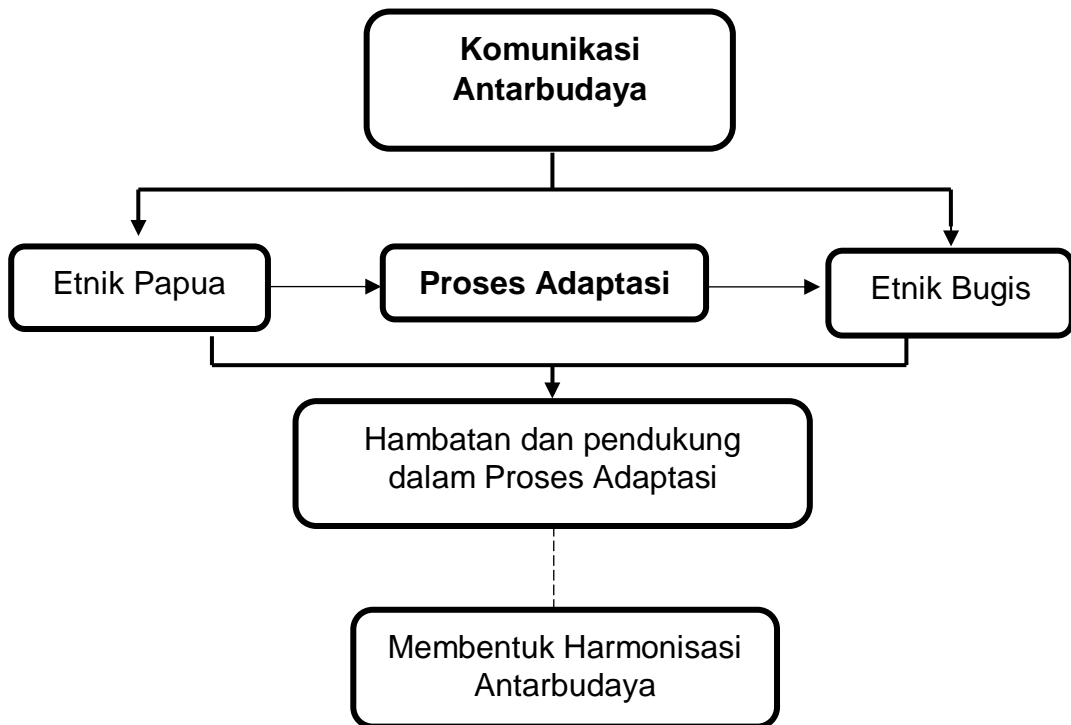 Komunikasi
Antarbudaya
Etnik Papua
Proses Adaptasi
Etnik Bugis
Hambatan dan pendukung
dalam Proses Adaptasi
Membentuk Harmonisasi
Antarbudaya